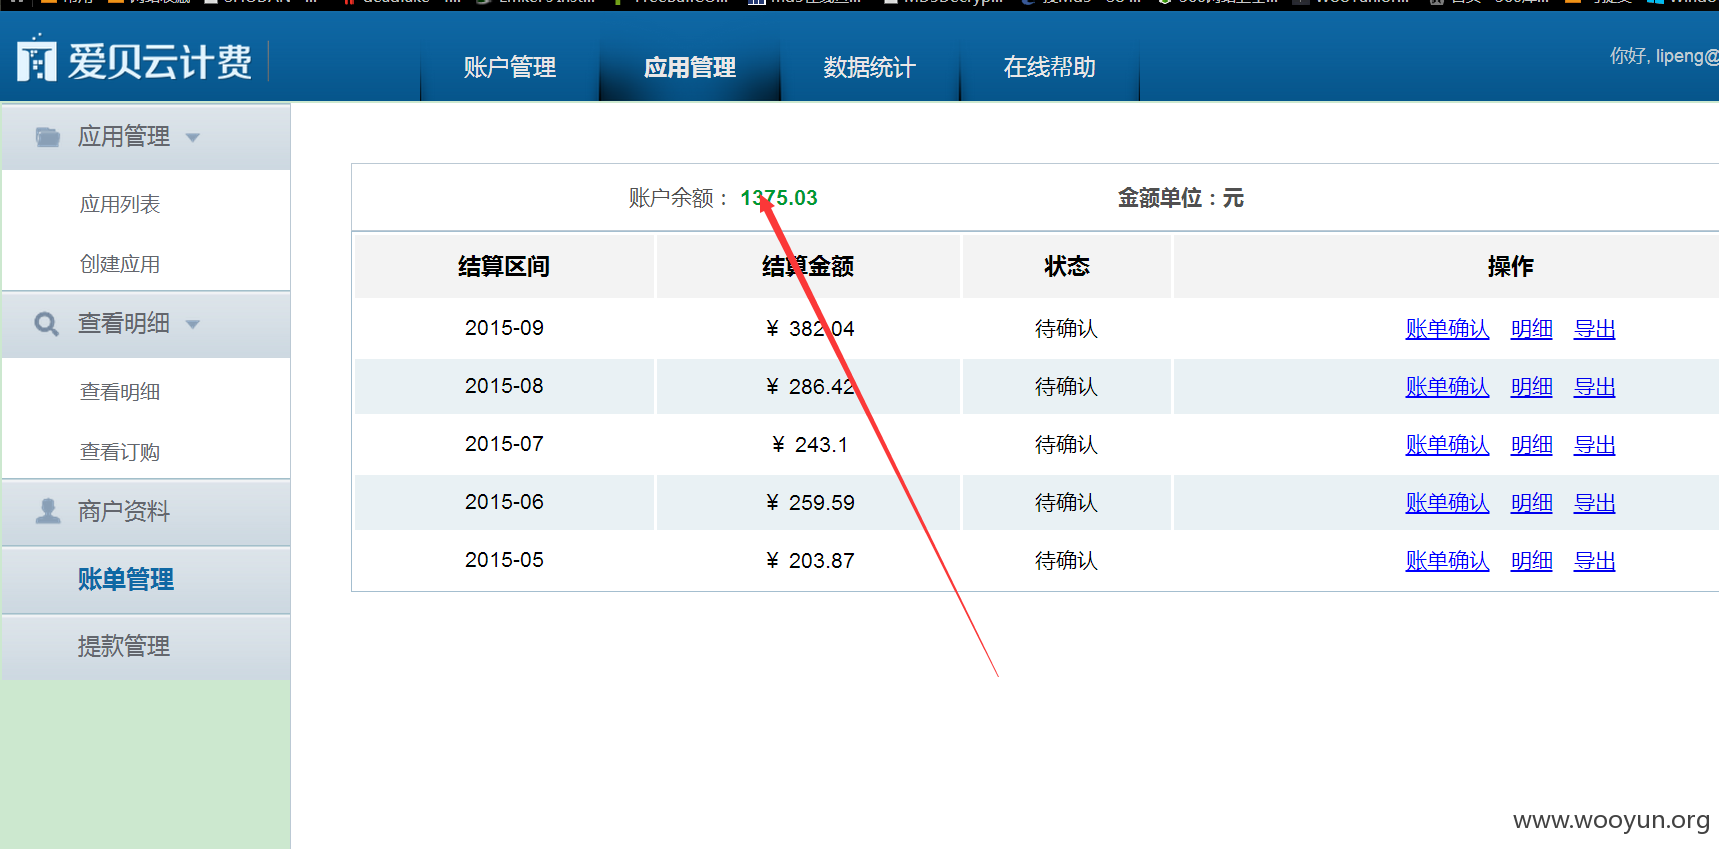 爱贝云计费
账户管理 应用管理 数据统计 在线帮助
你好, lipeng@
应用管理
应用列表
创建应用
查看明细
查看明细
查看订购
商户资料
账单管理
提款管理
账户余额： 1375.03 金额单位：元
结算区间 结算金额 状态 操作
2015-09 ¥ 382.04 待确认 账单确认 明细 导出
2015-08 ¥ 286.42 待确认 账单确认 明细 导出
2015-07 ¥ 243.1 待确认 账单确认 明细 导出
2015-06 ¥ 259.59 待确认 账单确认 明细 导出
2015-05 ¥ 203.87 待确认 账单确认 明细 导出
www.wooyun.org